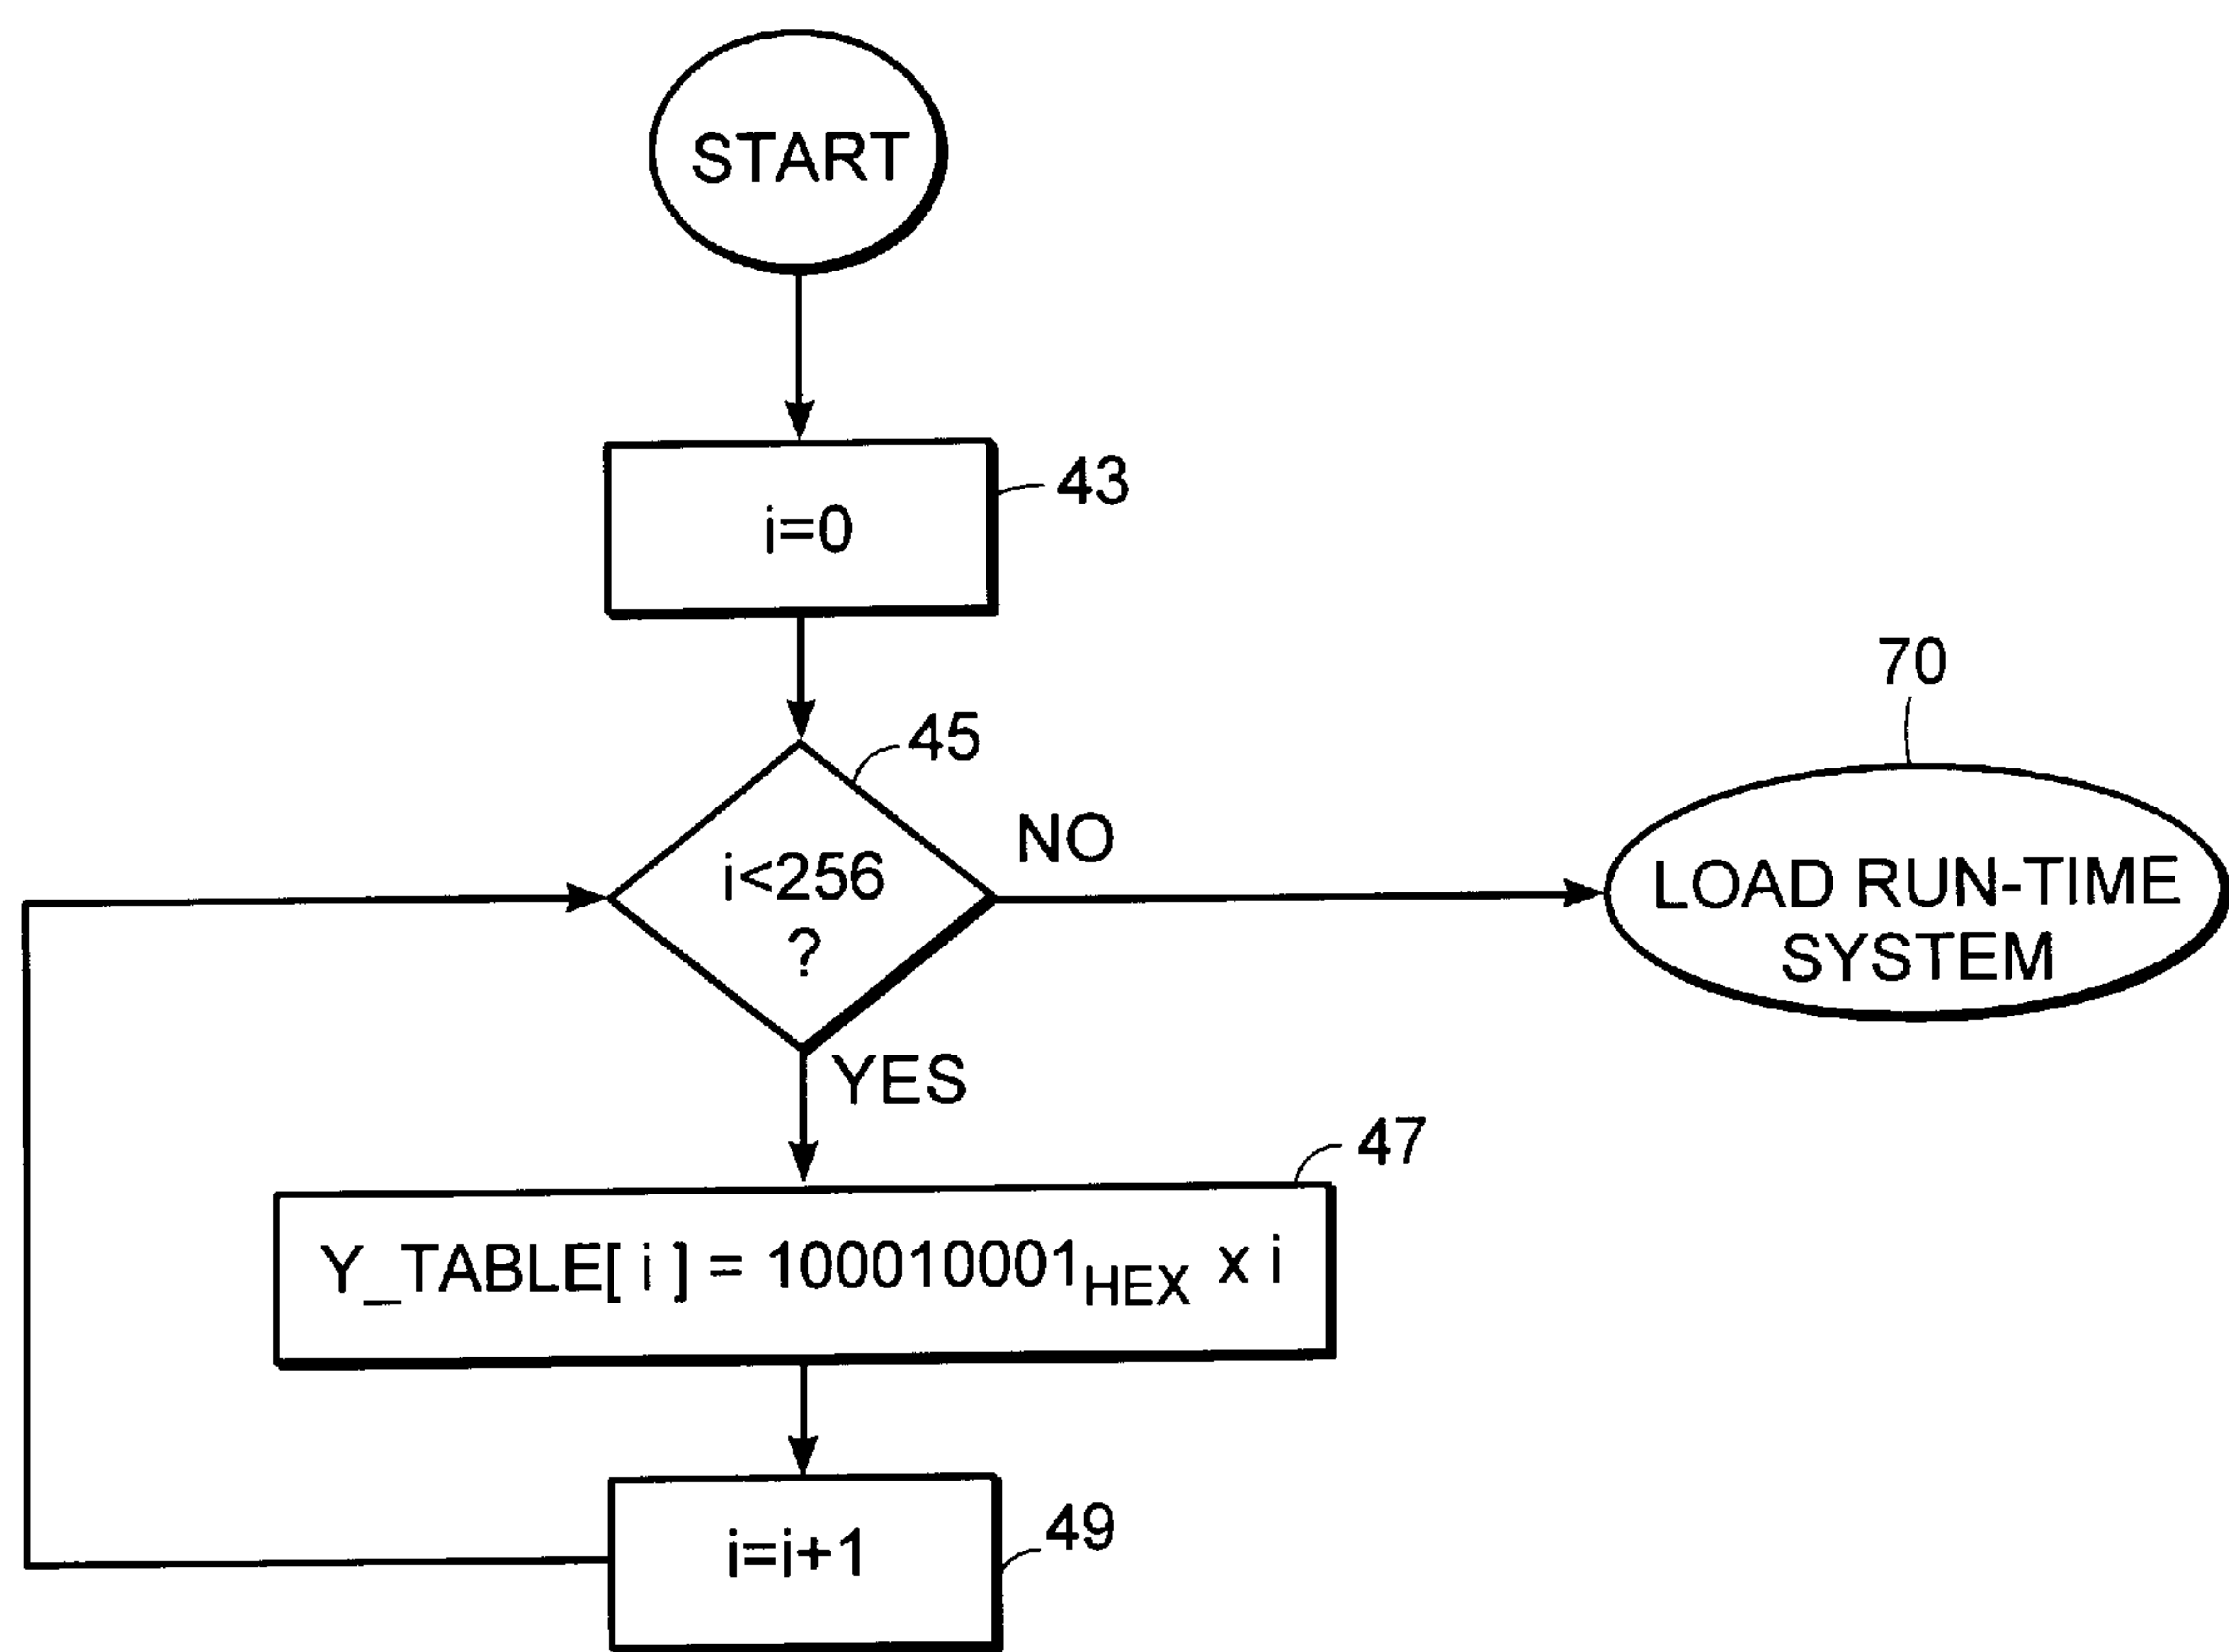 START
43
i=0
70
45
i<256
?
NO
LOAD RUN-TIME
SYSTEM
YES
47
Y_TABLE[ i ] = 100010001HEX x i
49
i=i+1